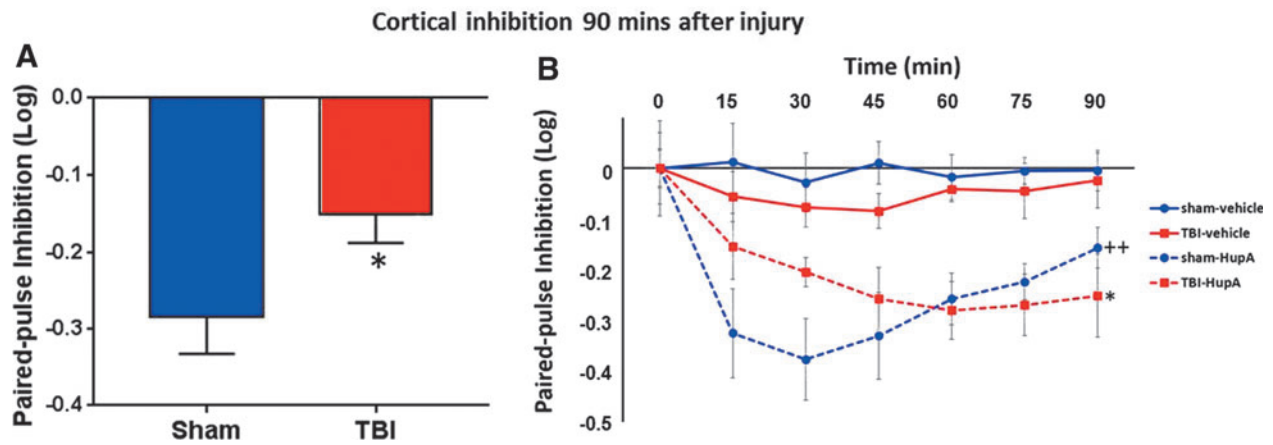 Cortical inhibition 90 mins after injury
A
Paired-pulse Inhibition (Log)
0.0
-0.1
-0.2
-0.3
-0.4
*
Sham TBI
B
Time (min)
0 15 30 45 60 75 90
Paired-pulse Inhibition (Log)
0
-0.1
-0.2
-0.3
-0.4
-0.5
++
*
sham-vehicle
TBI-vehicle
sham-HupA
TBI-HupA